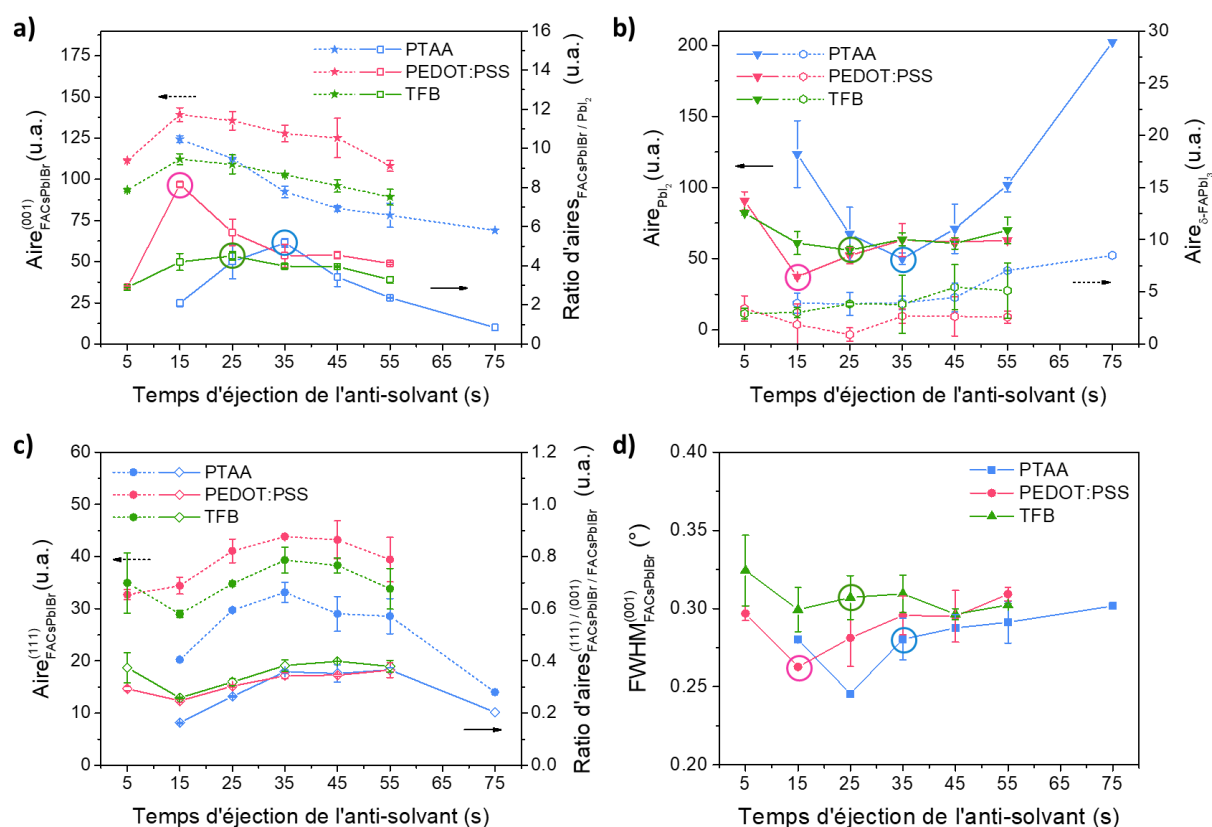 a)
175
150
125
100
75
50
25
0
Aire FACsPbIBr (001) (u.a.)
PTAA
PEDOT:PSS
TFB
16
14
12
10
8
6
4
2
0
Ratio d'aires FACsPbIBr / PbI2 (u.a.)
5 15 25 35 45 55 75
Temps d'éjection de l'anti-solvant (s)
b)
200
150
100
50
0
Aire PbI2 (u.a.)
PTAA
PEDOT:PSS
TFB
30
25
20
15
10
5
0
Aire δ-FAPbI3 (u.a.)
5 15 25 35 45 55 75
Temps d'éjection de l'anti-solvant (s)
c)
60
50
40
30
20
10
0
Aire FACsPbIBr (111) (u.a.)
PTAA
PEDOT:PSS
TFB
1.2
1.0
0.8
0.6
0.4
0.2
0.0
Ratio d'aires FACsPbIBr / FACsPbIBr (111) / (001) (u.a.)
5 15 25 35 45 55 75
Temps d'éjection de l'anti-solvant (s)
d)
0.40
0.35
0.30
0.25
0.20
FWHM FACsPbIBr (001) (°)
PTAA
PEDOT:PSS
TFB
5 15 25 35 45 55 75
Temps d'éjection de l'anti-solvant (s)